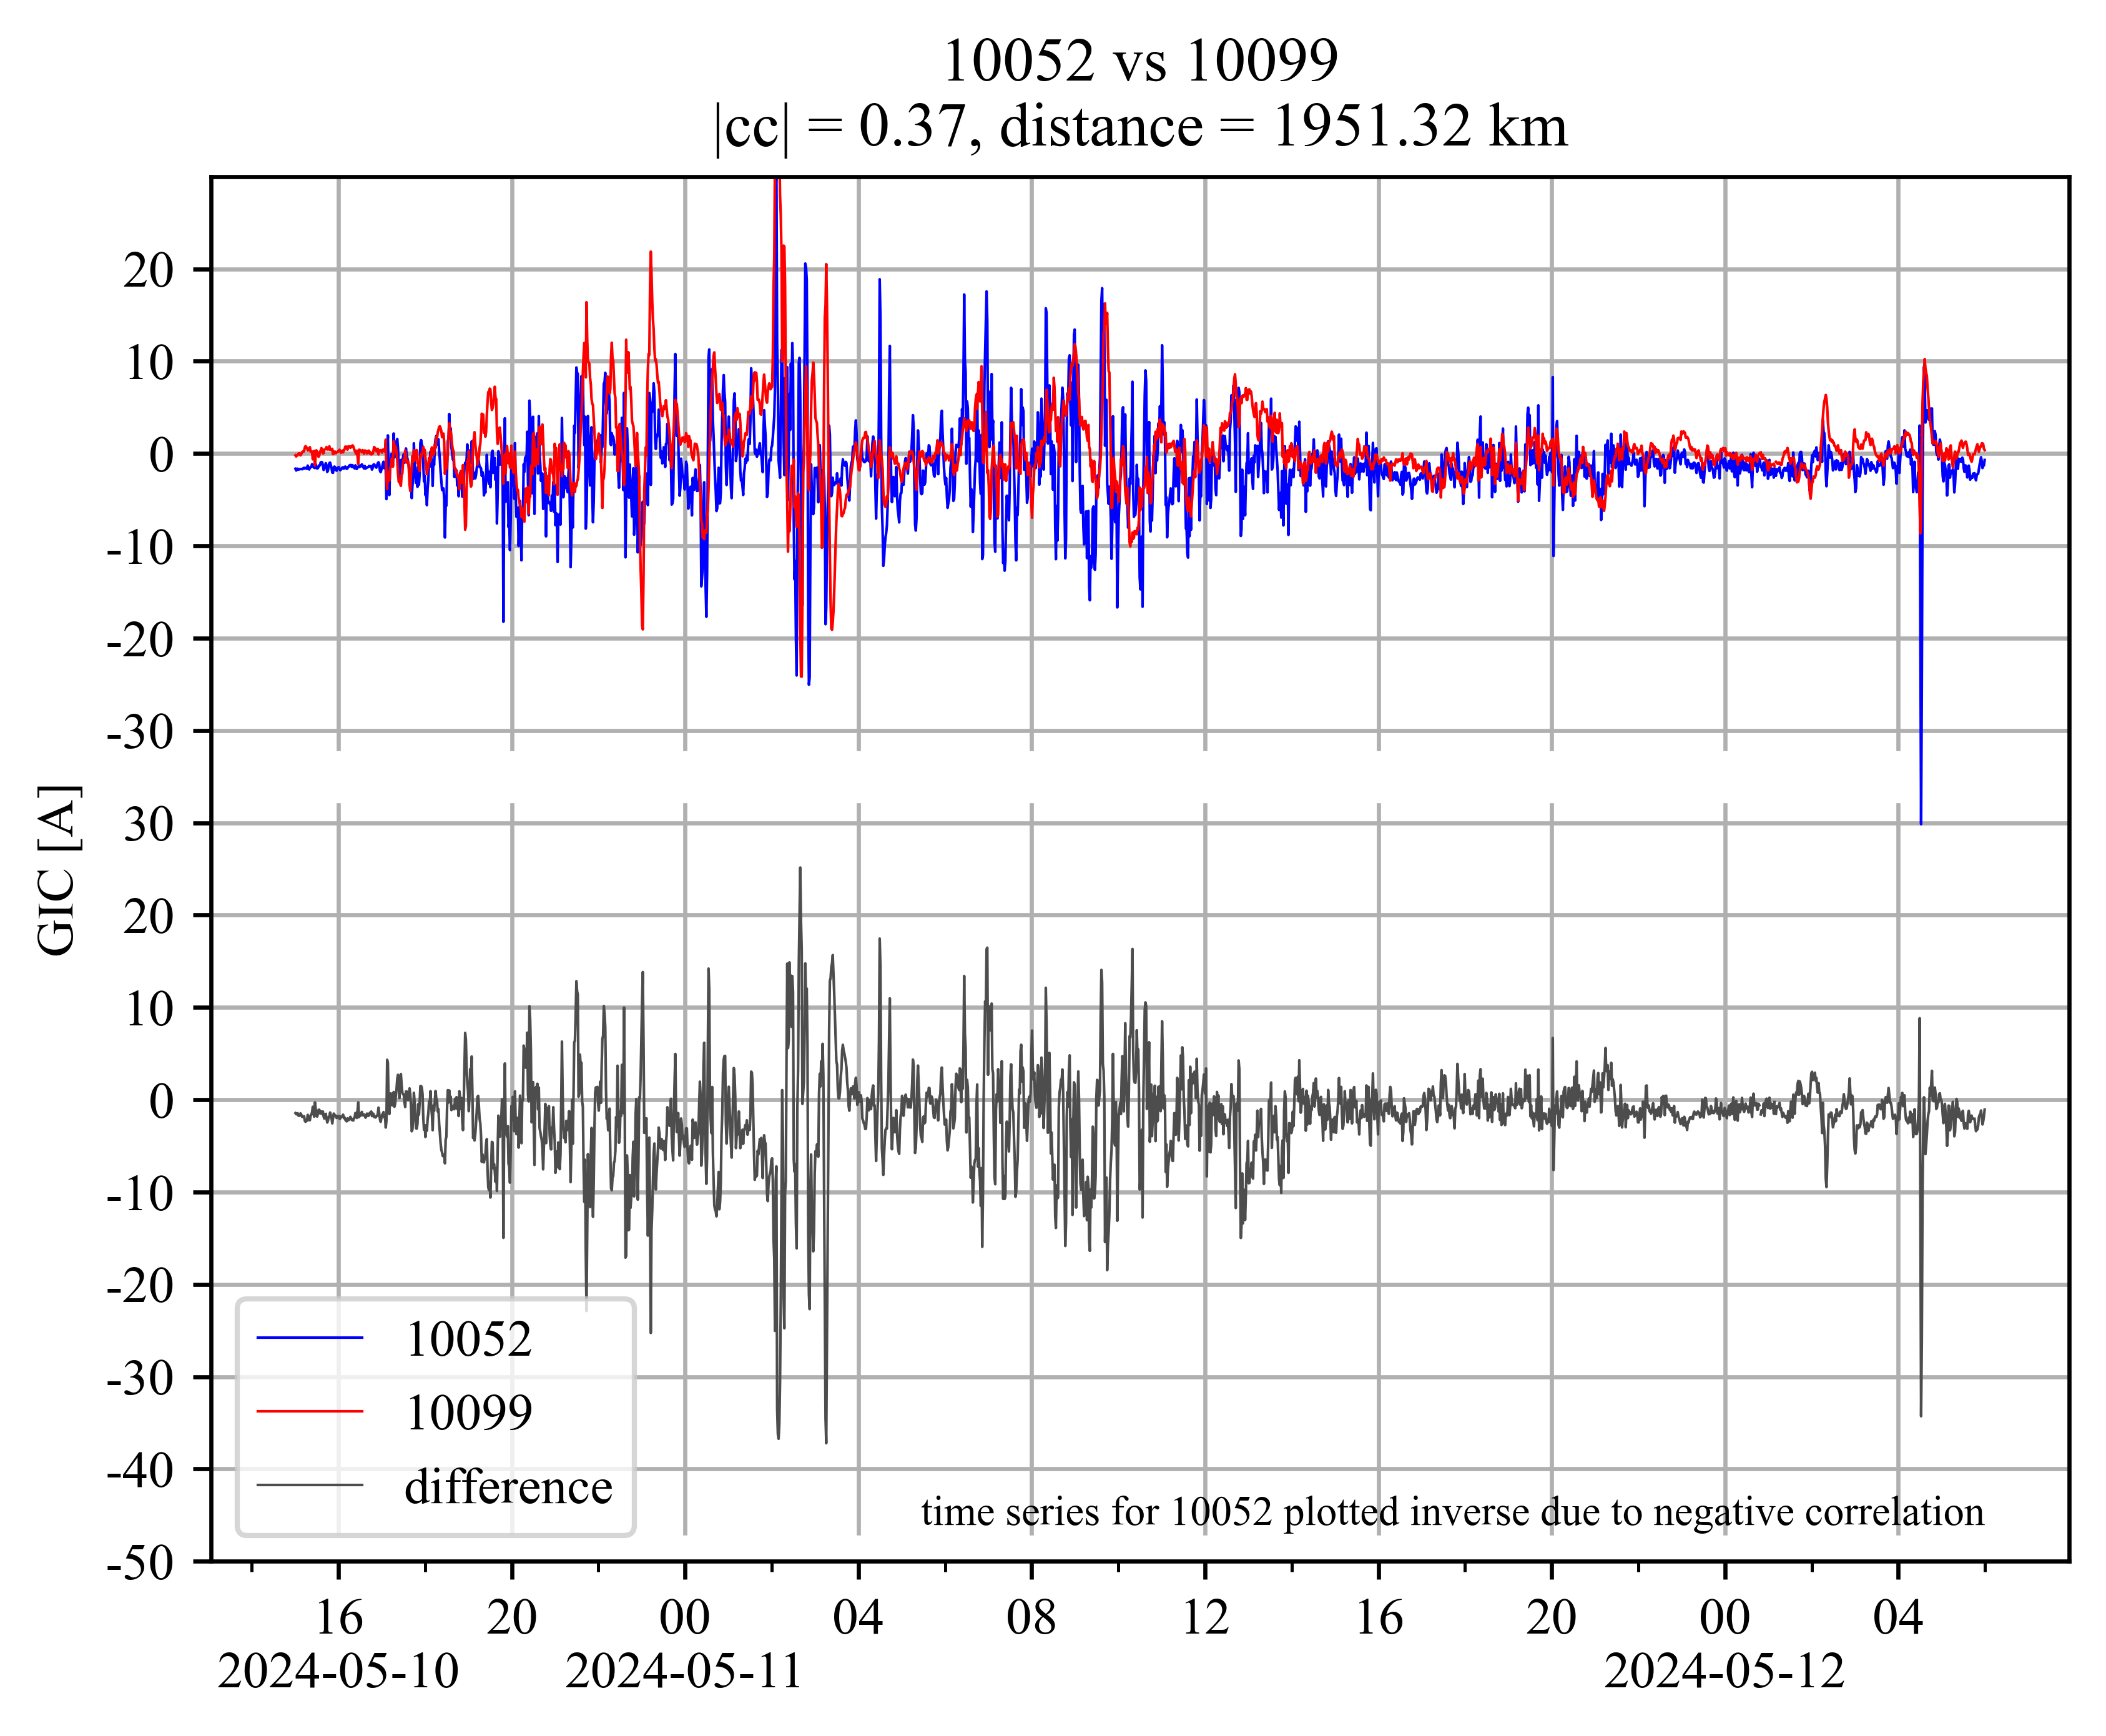 10052 vs 10099
|cc| = 0.37, distance = 1951.32 km
20
10
0
-10
-20
-30
30
20
10
0
-10
-20
-30
-40
-50
GIC [A]
10052
10099
difference
time series for 10052 plotted inverse due to negative correlation
16 20 00 04 08 12 16 20 00 04
2024-05-10 2024-05-11 2024-05-12